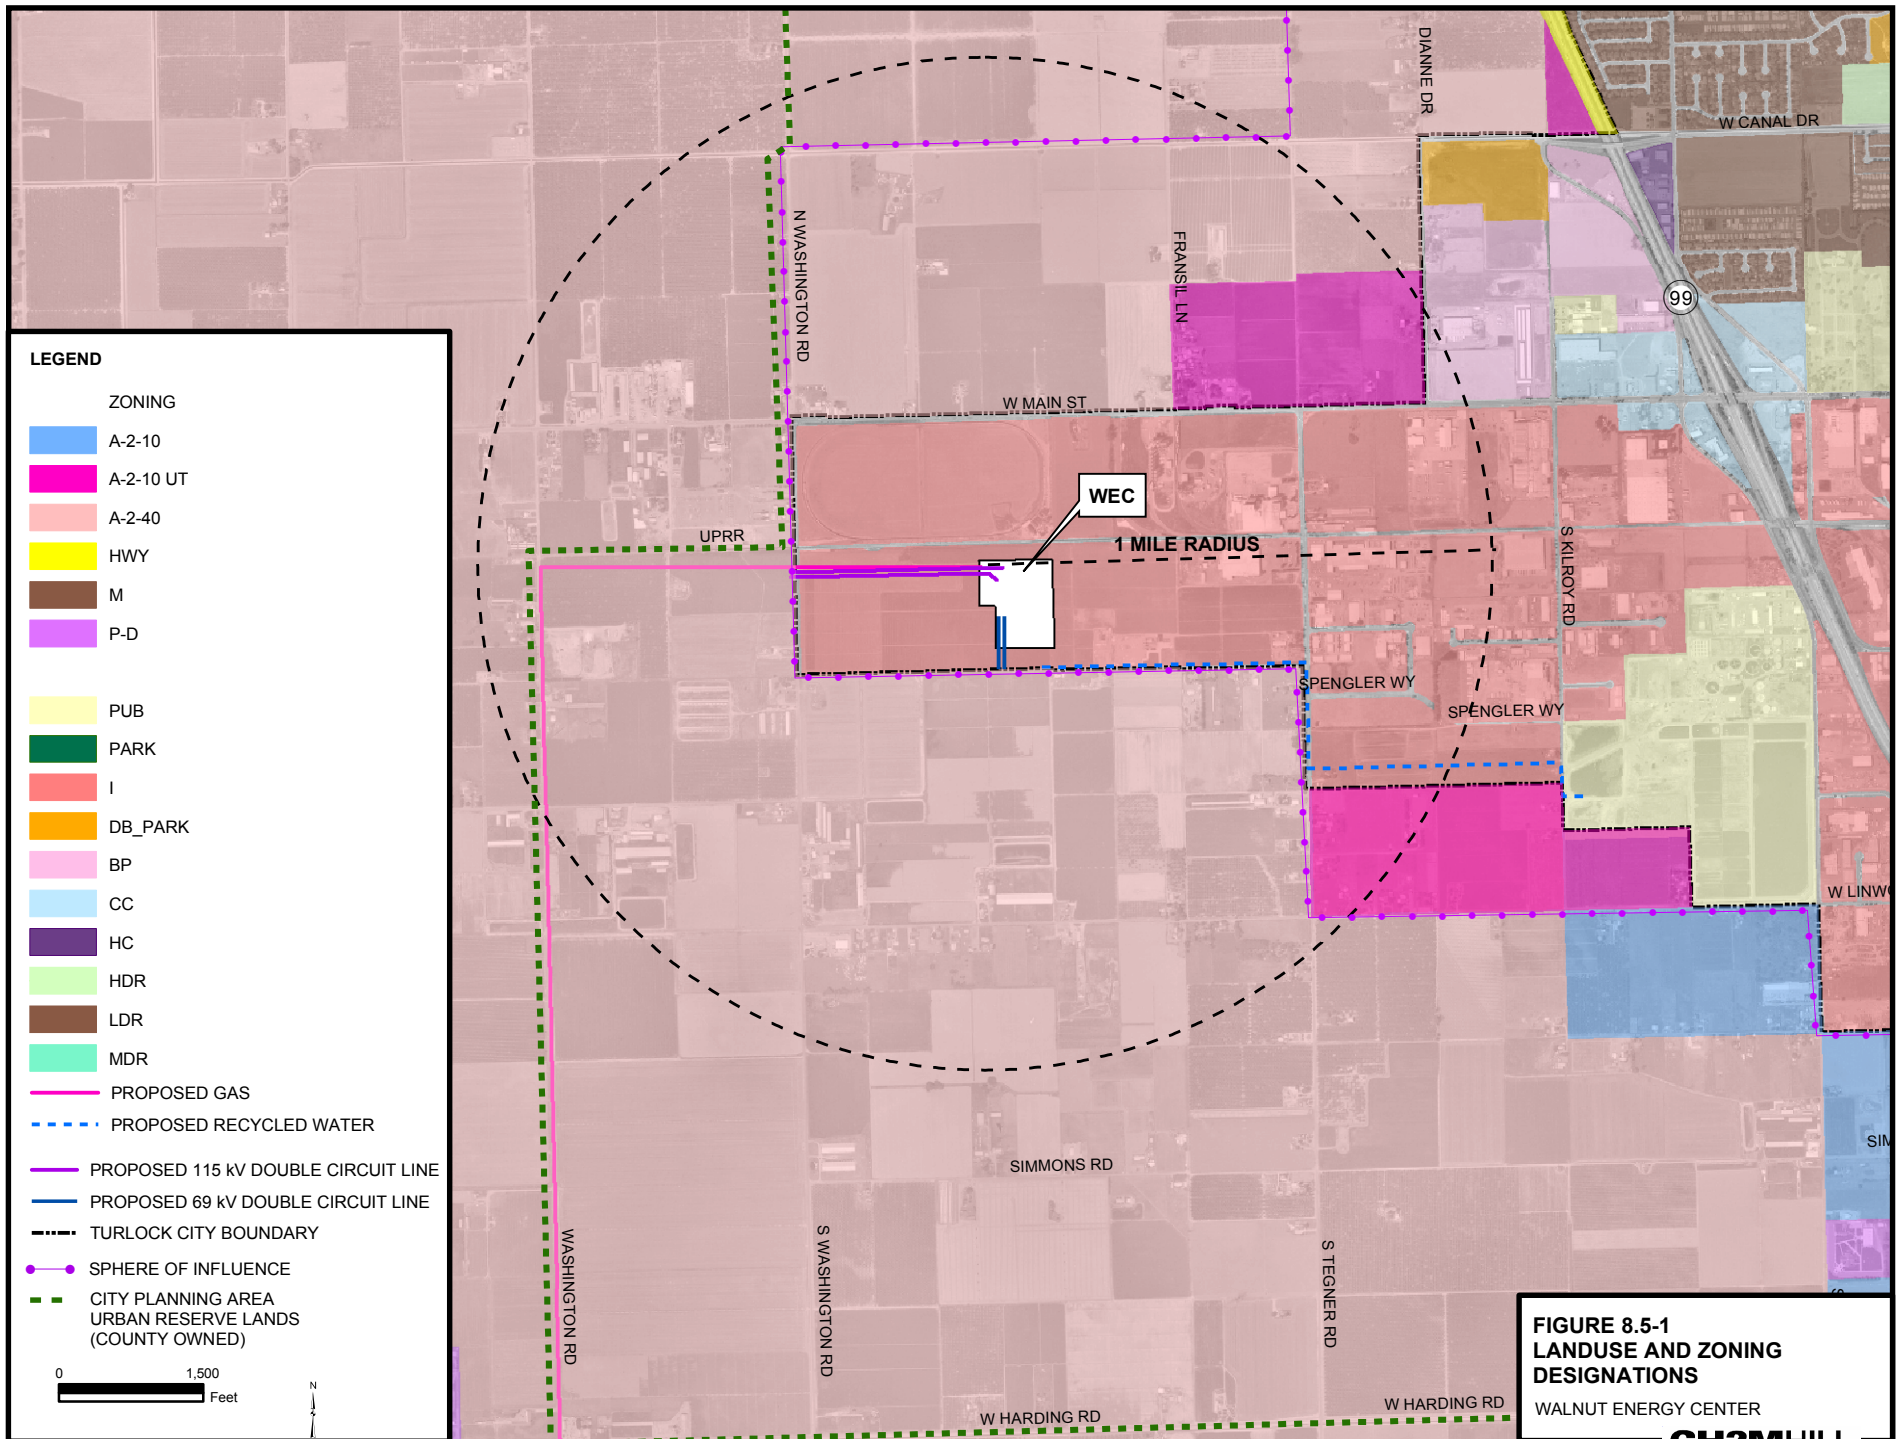 DIANNE DR
W CANAL DR
N WASHINGTON RD
FRANSIL LN
99
W MAIN ST
WEC
UPRR
1 MILE RADIUS
S KILROY RD
SPENGLER WY
SPENGLER WY
W LINW
SIMMONS RD
SIM
WASHINGTON RD
S WASHINGTON RD
S TEGNER RD
W HARDING RD
W HARDING RD
LEGEND
ZONING
A-2-10
A-2-10 UT
A-2-40
HWY
M
P-D
PUB
PARK
I
DB_PARK
BP
CC
HC
HDR
LDR
MDR
PROPOSED GAS
PROPOSED RECYCLED WATER
PROPOSED 115 kV DOUBLE CIRCUIT LINE
PROPOSED 69 kV DOUBLE CIRCUIT LINE
TURLOCK CITY BOUNDARY
SPHERE OF INFLUENCE
CITY PLANNING AREA
URBAN RESERVE LANDS
(COUNTY OWNED)
0 1,500
Feet
N
FIGURE 8.5-1
LANDUSE AND ZONING
DESIGNATIONS
WALNUT ENERGY CENTER
CH2MHILL